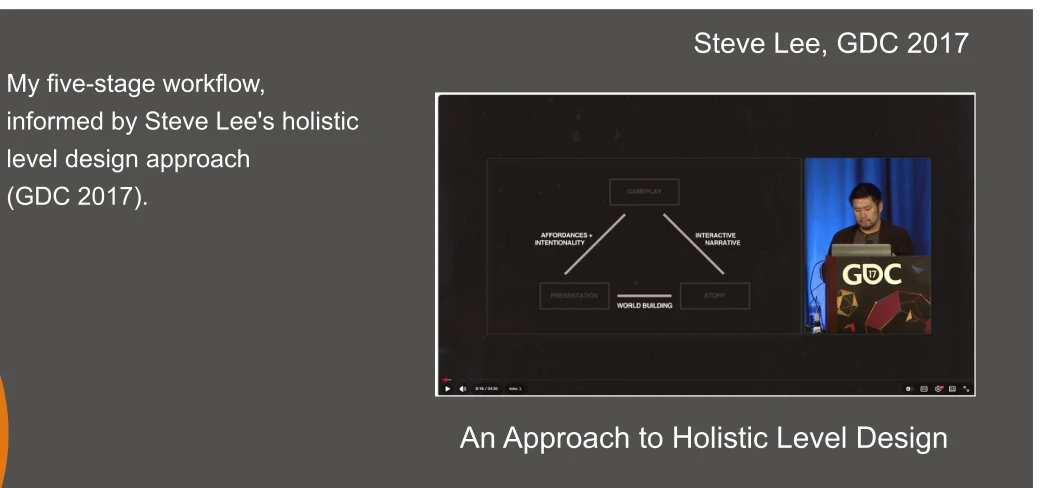 Steve Lee, GDC 2017
My five-stage workflow,
informed by Steve Lee's holistic
level design approach
(GDC 2017).
GAMEPLAY
AFFORDANCES +
INTENTIONALITY
INTERACTIVE
NARRATIVE
PRESENTATION
STORY
WORLD BUILDING
GDC
17
An Approach to Holistic Level Design